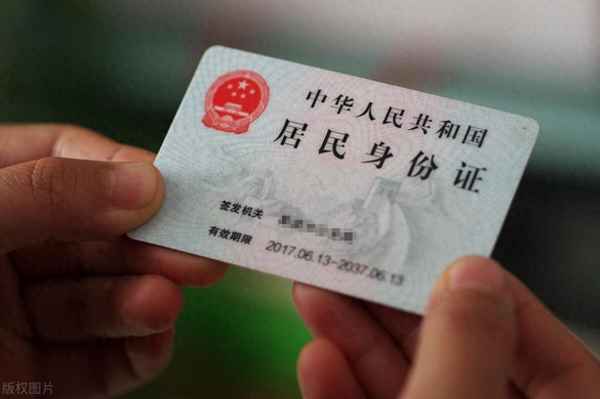 中华人民共和国
居民身份证
签发机关
有效期限 2017.06.13-2037.06.13
版权图片